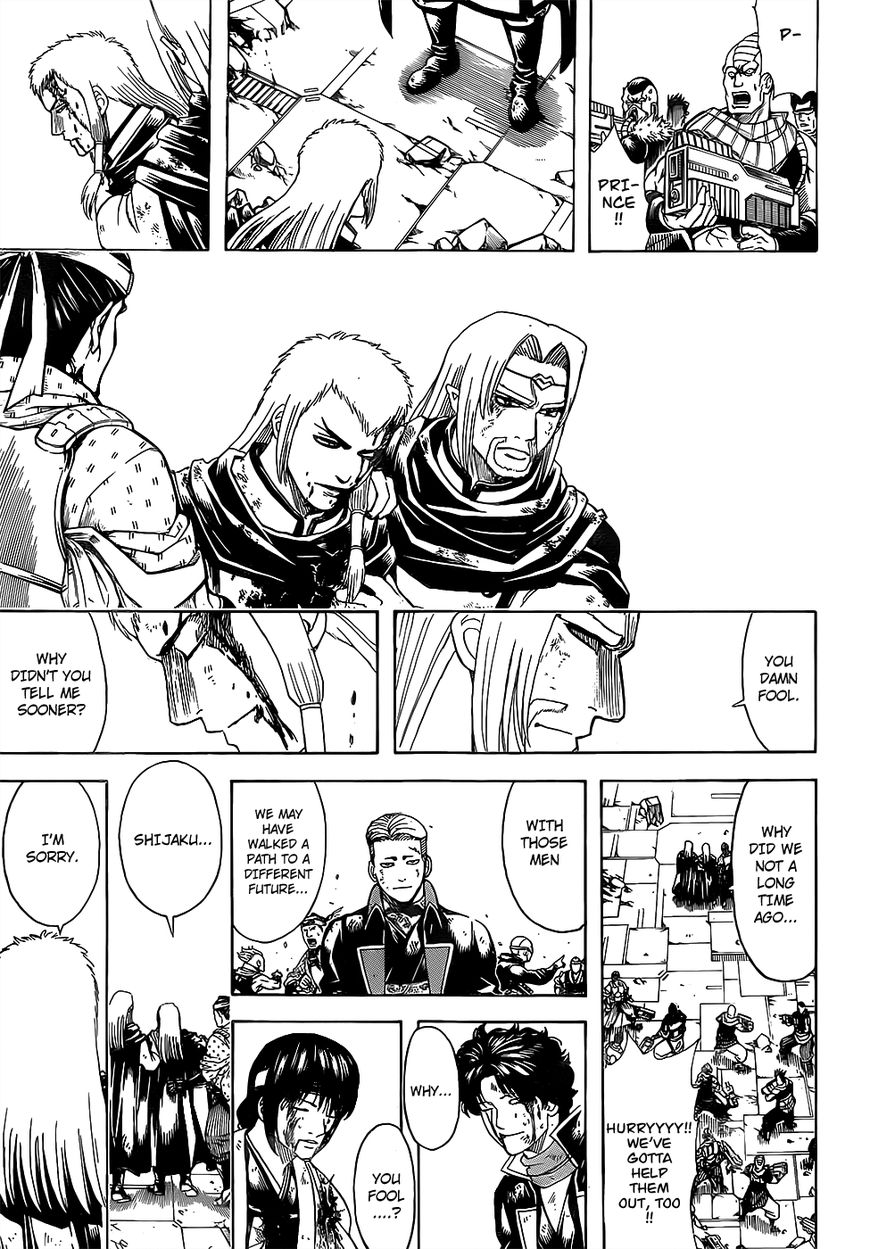 P-
PRI-
NCE
!!
YOU
DAMN
FOOL.
WHY
DIDN'T YOU
TELL ME
SOONER?
WHY
DID WE
NOT A
LONG
TIME
AGO...
HURRYYYY!!
WE'VE
GOTTA
HELP
THEM
OUT, TOO
!!
WITH
THOSE
MEN
WE MAY
HAVE
WALKED A
PATH TO A
DIFFERENT
FUTURE...
WHY...
YOU
FOOL
....?
SHIJAKU...
I'M
SORRY.